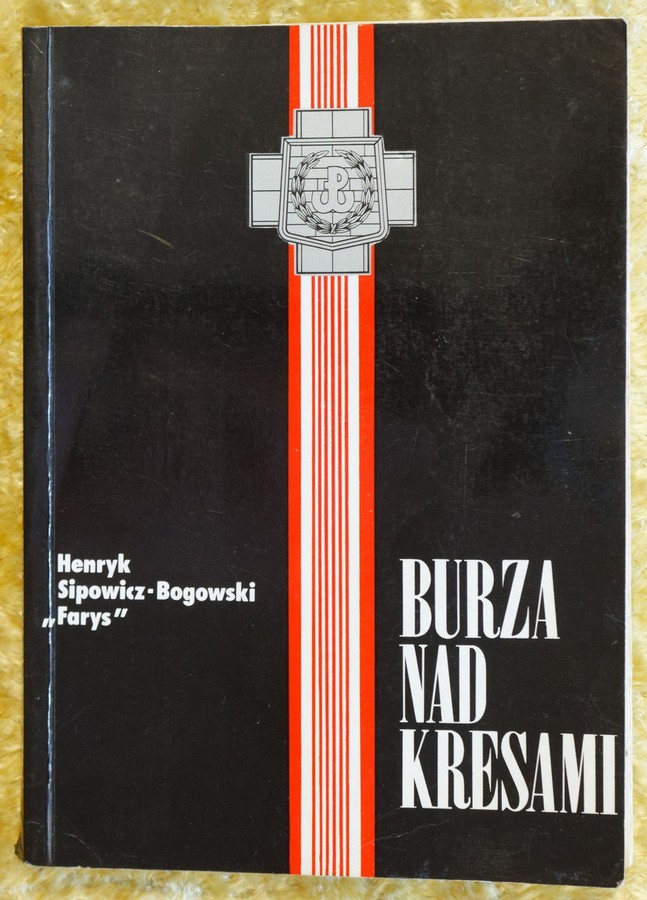 Henryk
Sipowicz-Bogowski
„Farys”
BURZA
NAD
KRESAMI